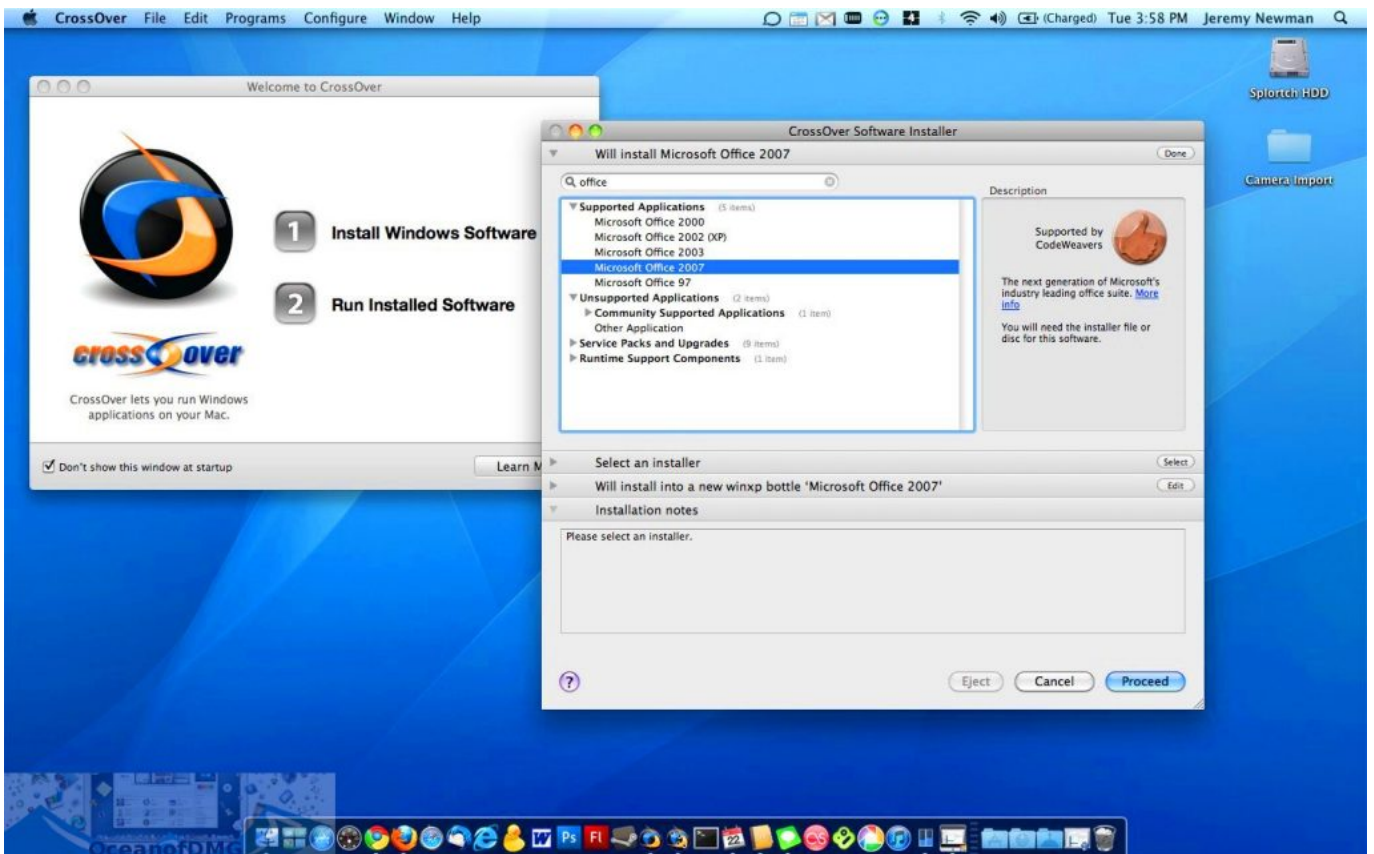 CrossOver File Edit Programs Configure Window Help
(Charged) Tue 3:58 PM Jeremy Newman
Splortch HDD
Camera Import
Welcome to CrossOver
1 Install Windows Software
2 Run Installed Software
crossover
CrossOver lets you run Windows
applications on your Mac.
Don't show this window at startup
Learn M
CrossOver Software Installer
Will install Microsoft Office 2007
Done
office
Supported Applications (5 items)
Microsoft Office 2000
Microsoft Office 2002 (XP)
Microsoft Office 2003
Microsoft Office 2007
Microsoft Office 97
Unsupported Applications (2 items)
Community Supported Applications (1 item)
Other Application
Service Packs and Upgrades (9 items)
Runtime Support Components (1 item)
Description
Supported by
CodeWeavers
The next generation of Microsoft's
industry leading office suite. More
info
You will need the installer file or
disc for this software.
Select an installer
Select
Will install into a new winxp bottle 'Microsoft Office 2007'
Edit
Installation notes
Please select an installer.
?
Eject Cancel Proceed
OceanofDMG
W Ps Fl 22